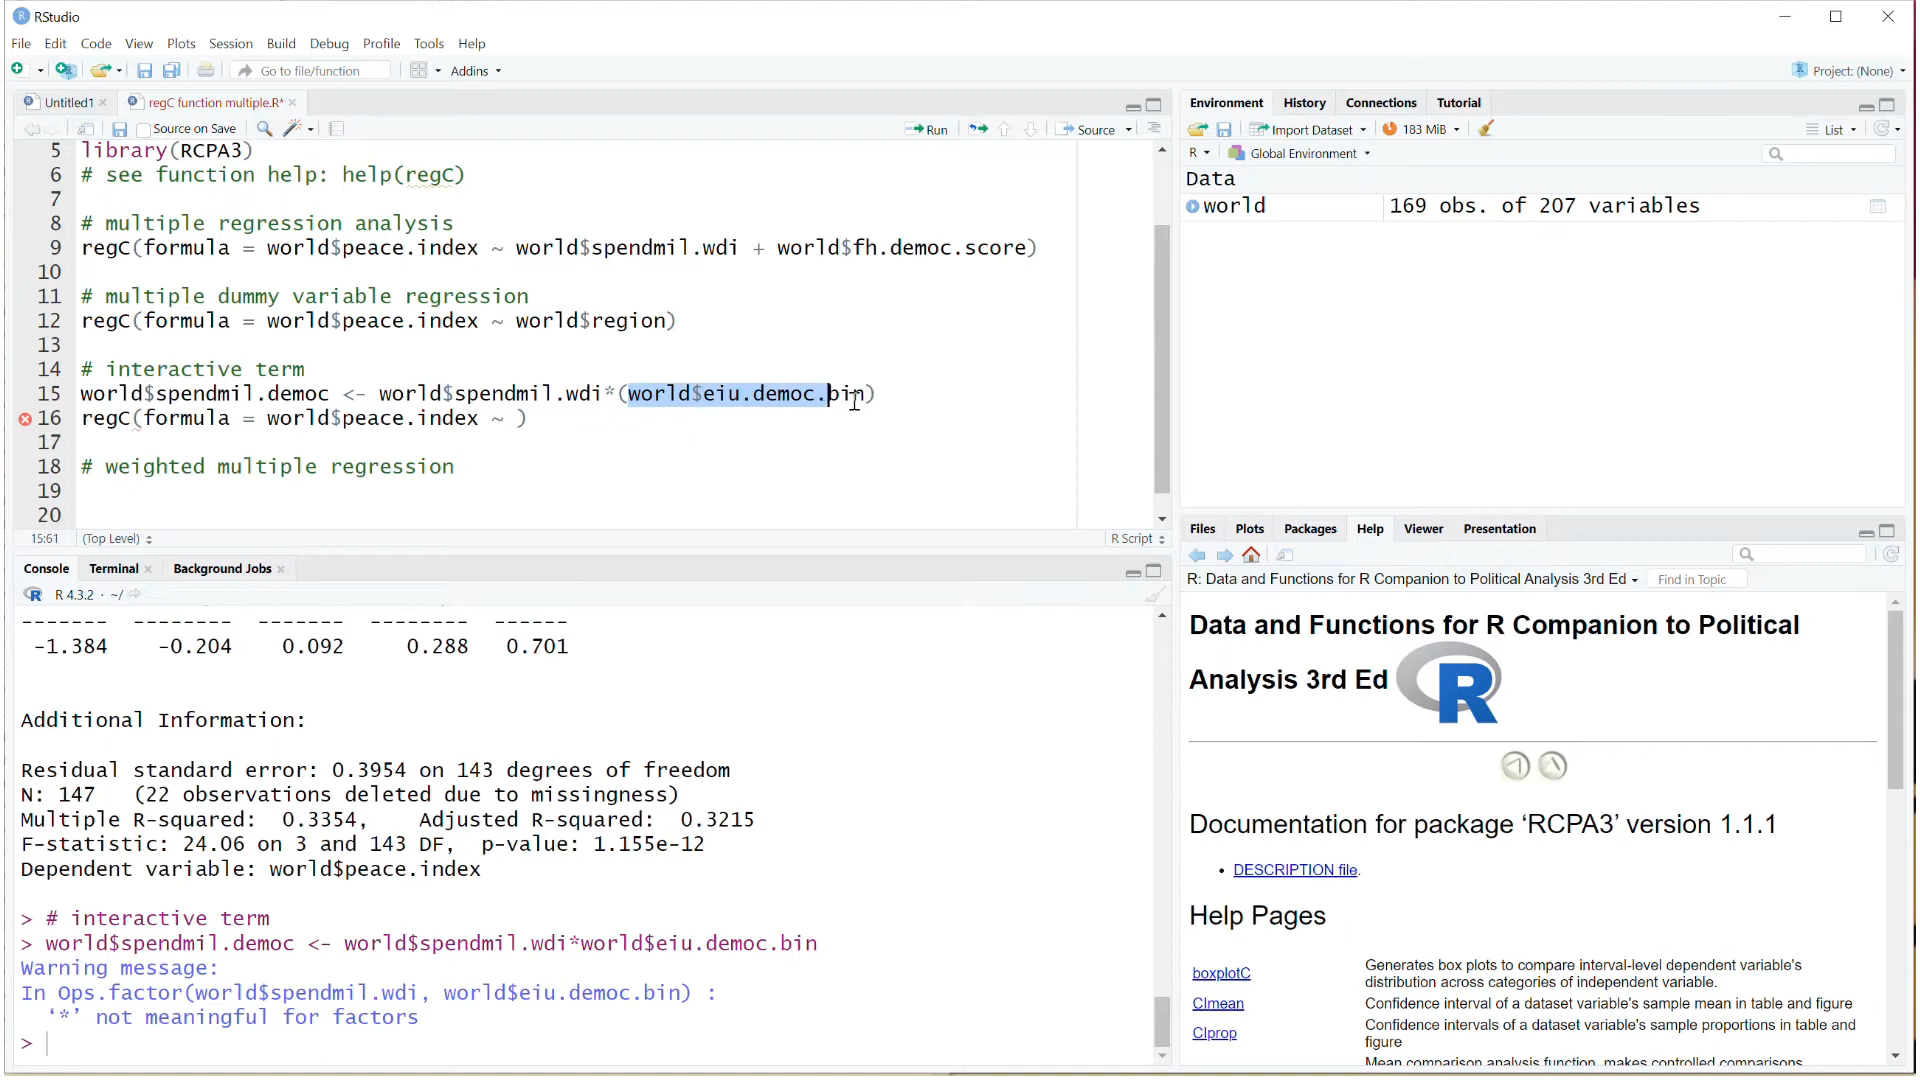 RStudio
File Edit Code View Plots Session Build Debug Profile Tools Help
Go to file/function Addins Project: (None)
Untitled1 regC function multiple.R*
Source on Save Run Source
5 library(RCPA3)
6 # see function help: help(regC)
7
8 # multiple regression analysis
9 regC(formula = world$peace.index ~ world$spendmil.wdi + world$fh.democ.score)
10
11 # multiple dummy variable regression
12 regC(formula = world$peace.index ~ world$region)
13
14 # interactive term
15 world$spendmil.democ <- world$spendmil.wdi*(world$eiu.democ.bin)
16 regC(formula = world$peace.index ~ )
17
18 # weighted multiple regression
19
20
15:61 (Top Level) R Script
Console Terminal Background Jobs
R 4.3.2 · ~/
------- -------- ------- -------- ------
-1.384 -0.204 0.092 0.288 0.701
Additional Information:
Residual standard error: 0.3954 on 143 degrees of freedom
N: 147 (22 observations deleted due to missingness)
Multiple R-squared: 0.3354, Adjusted R-squared: 0.3215
F-statistic: 24.06 on 3 and 143 DF, p-value: 1.155e-12
Dependent variable: world$peace.index
> # interactive term
> world$spendmil.democ <- world$spendmil.wdi*world$eiu.democ.bin
Warning message:
In Ops.factor(world$spendmil.wdi, world$eiu.democ.bin) :
‘*’ not meaningful for factors
>
Environment History Connections Tutorial
Import Dataset 183 MiB List
R Global Environment
Data
world 169 obs. of 207 variables
Files Plots Packages Help Viewer Presentation
R: Data and Functions for R Companion to Political Analysis 3rd Ed Find in Topic
Data and Functions for R Companion to Political
Analysis 3rd Ed R
Documentation for package ‘RCPA3’ version 1.1.1
• DESCRIPTION file.
Help Pages
boxplotC Generates box plots to compare interval-level dependent variable's
distribution across categories of independent variable.
CImean Confidence interval of a dataset variable's sample mean in table and figure
CIprop Confidence intervals of a dataset variable's sample proportions in table and
figure
Mean comparison analysis function, makes controlled comparisons